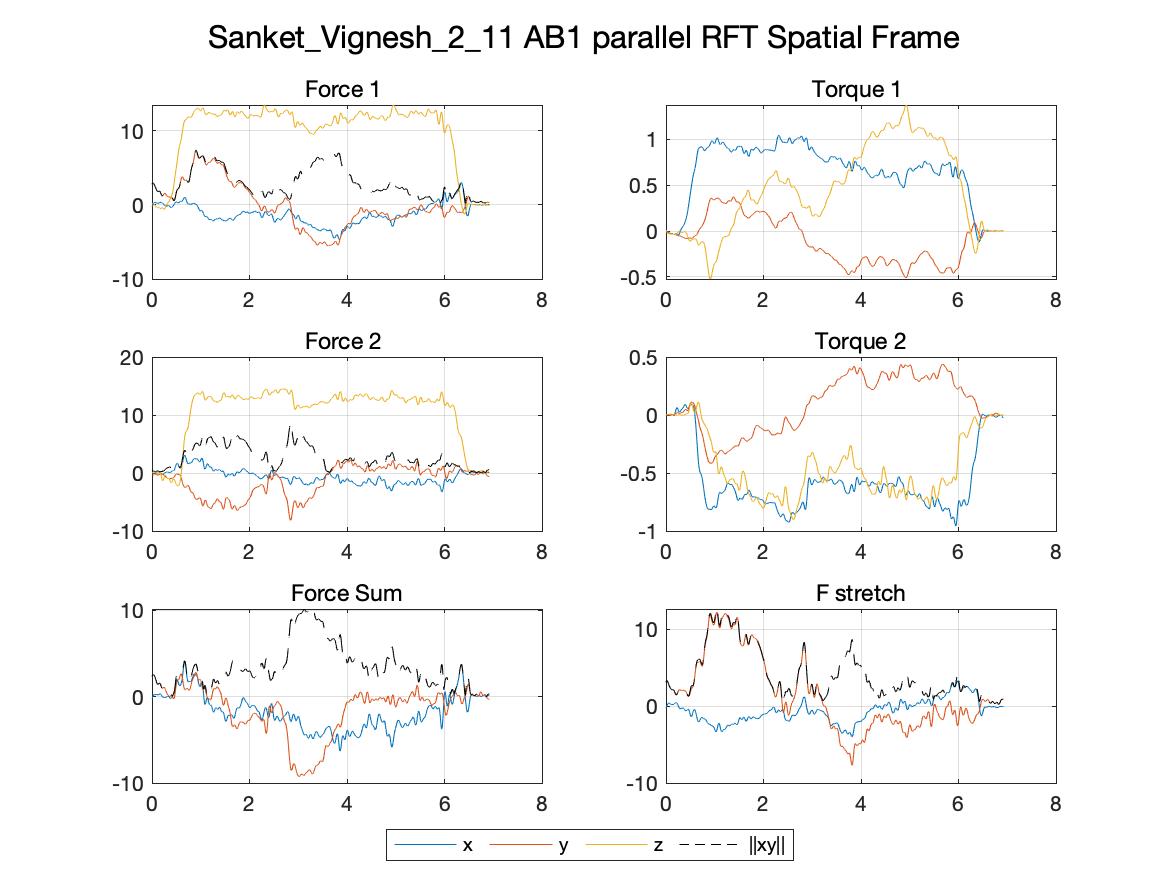 Sanket_Vignesh_2_11 AB1 parallel RFT Spatial Frame
Force 1
10
0
-10
0 2 4 6 8
Torque 1
1
0.5
0
-0.5
0 2 4 6 8
Force 2
20
10
0
-10
0 2 4 6 8
Torque 2
0.5
0
-0.5
-1
0 2 4 6 8
Force Sum
10
0
-10
0 2 4 6 8
F stretch
10
0
-10
0 2 4 6 8
x y z ||xy||